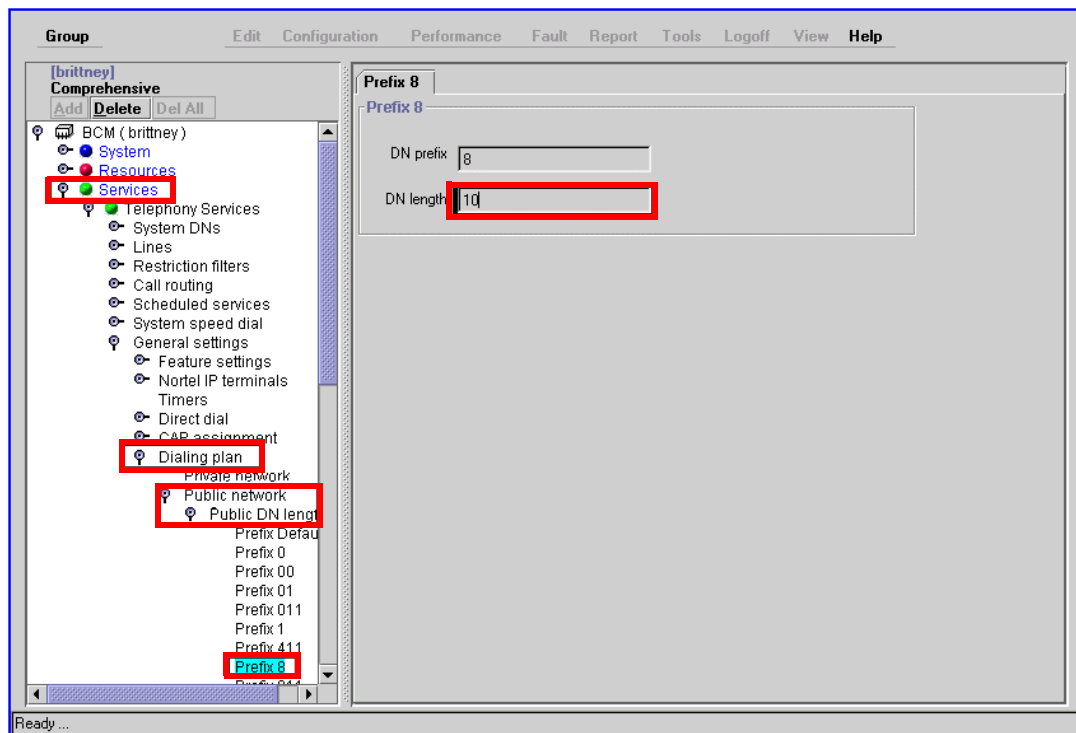 Group Edit Configuration Performance Fault Report Tools Logoff View Help
[brittney]
Comprehensive
Add Delete Del All
BCM ( brittney )
System
Resources
Services
Telephony Services
System DNs
Lines
Restriction filters
Call routing
Scheduled services
System speed dial
General settings
Feature settings
Nortel IP terminals
Timers
Direct dial
CAP assignment
Dialing plan
Private network
Public network
Public DN lengt
Prefix Defau
Prefix 0
Prefix 00
Prefix 01
Prefix 011
Prefix 1
Prefix 411
Prefix 8
Prefix 8
Prefix 8
DN prefix 8
DN length 10
Ready ...